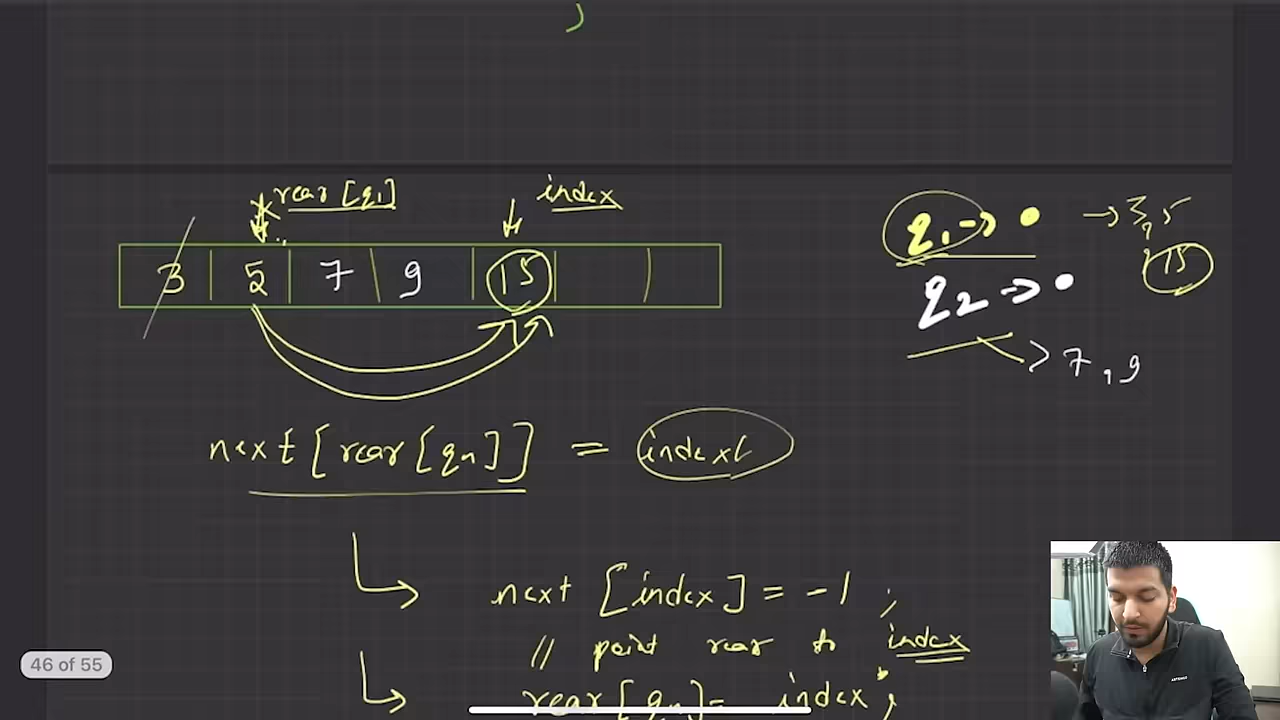 rear[q1] index
3 5 7 9 15
q1 → → 3, 5, 15
q2 →
7, 9
next[rear[qn]] = index
next [index] = -1 ;
// point rear to index
rear[qn] = index ;
46 of 55